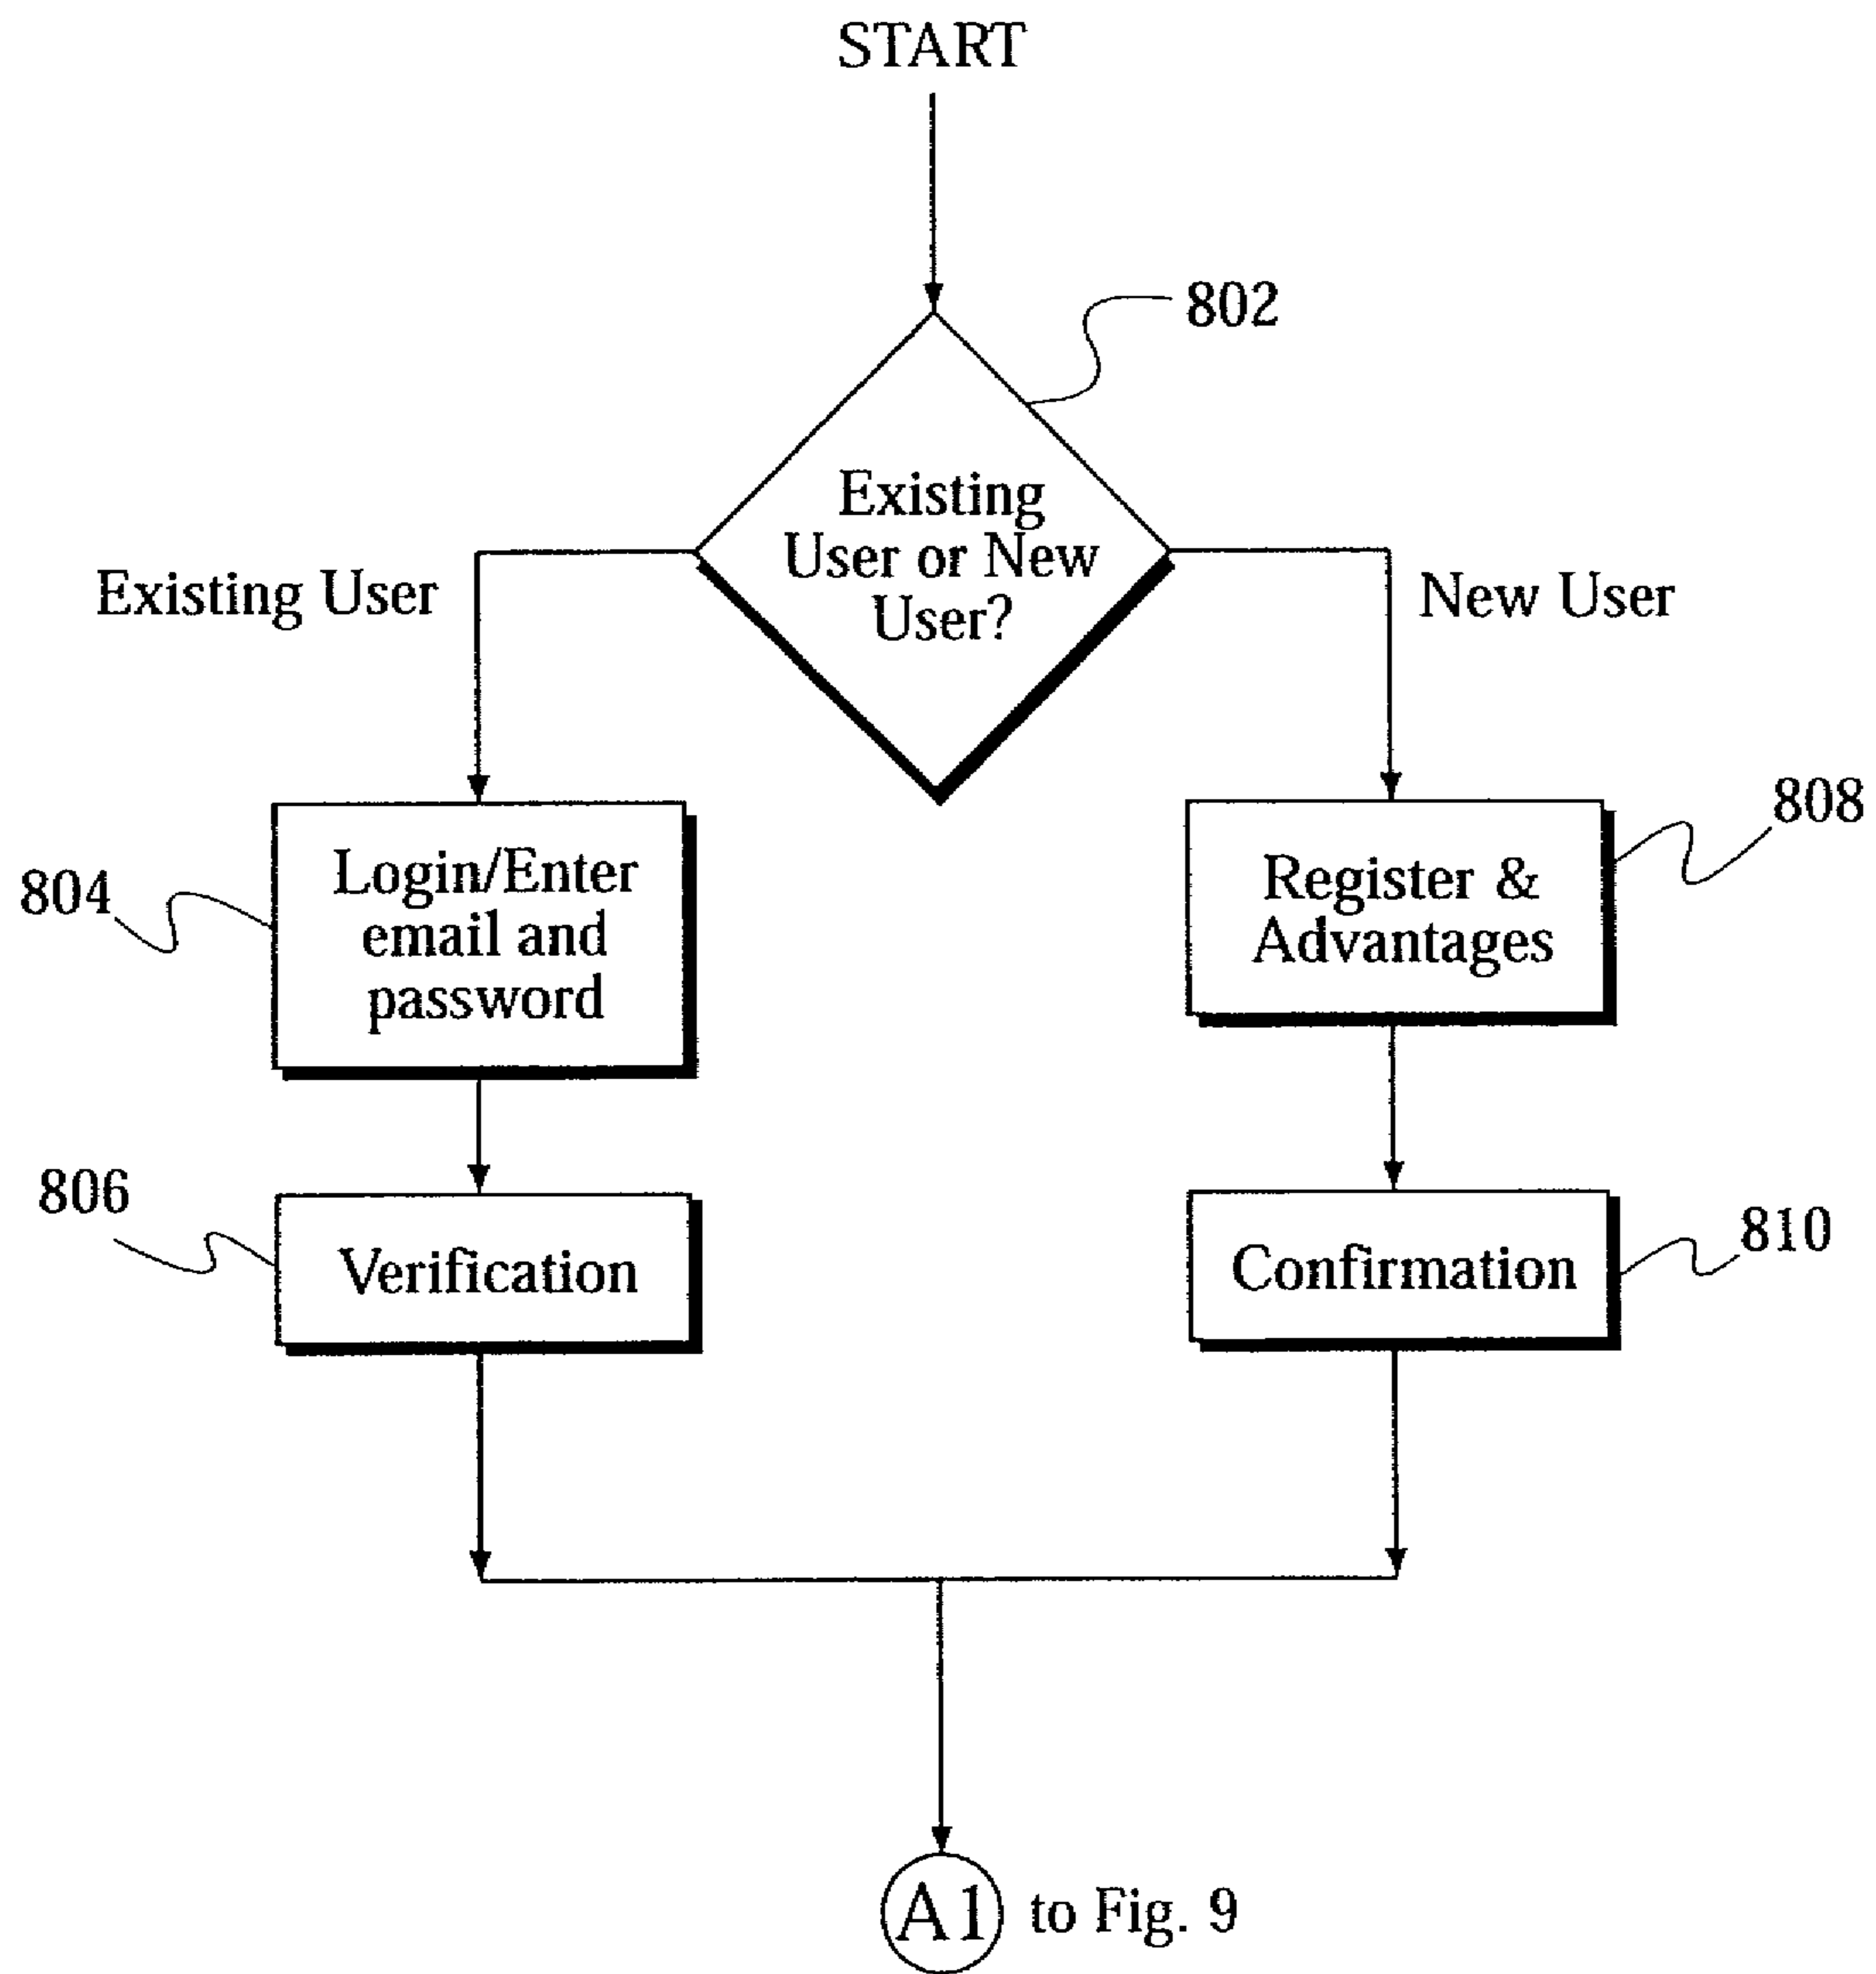 START
802
Existing
User or New
User?
Existing User
New User
804
Login/Enter
email and
password
808
Register &
Advantages
806
Verification
810
Confirmation
A1 to Fig. 9